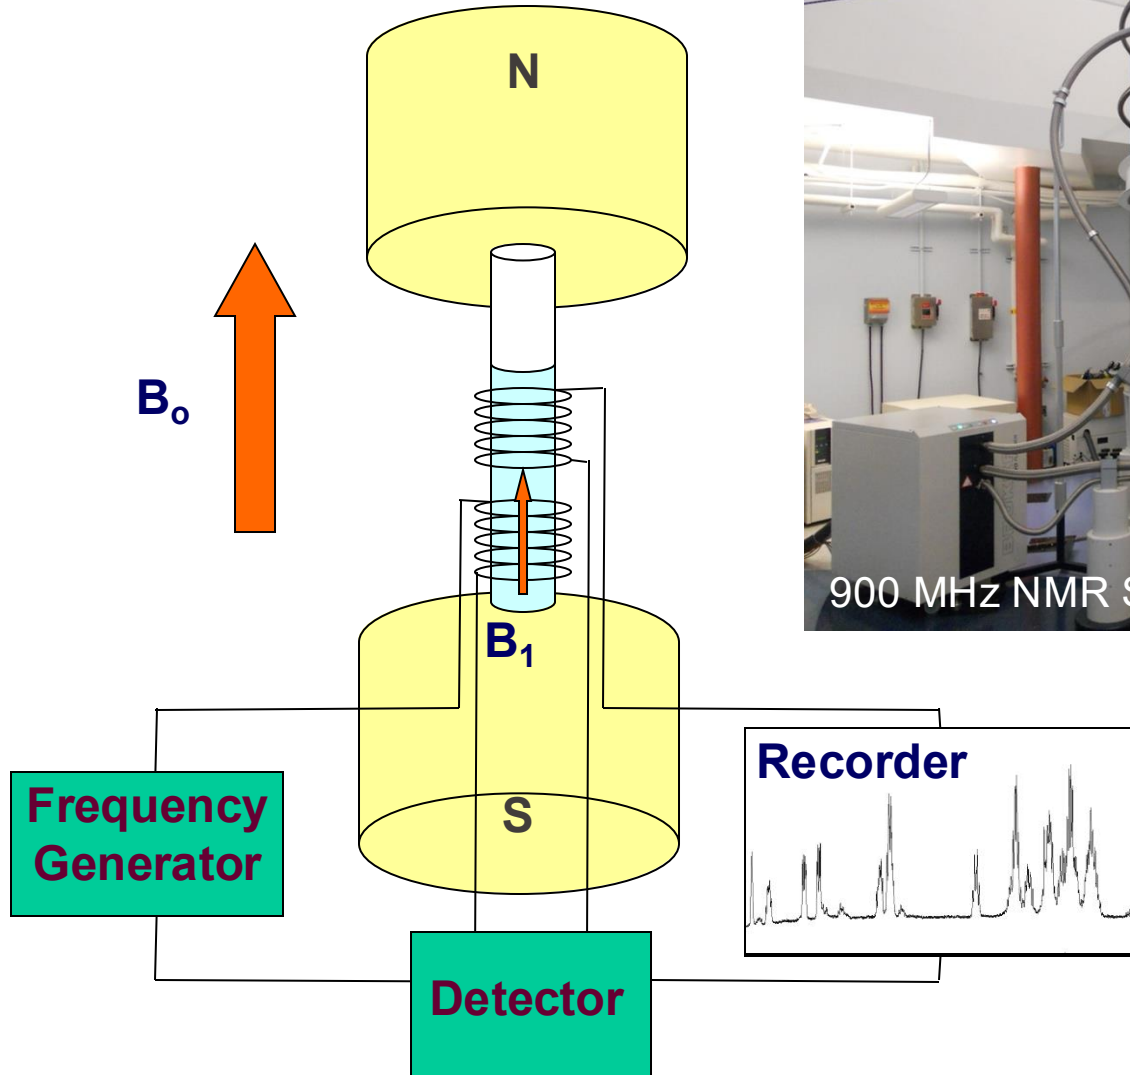 N
900 MHz NMR S
Bo
B1
Recorder
Frequency
Generator
S
Detector